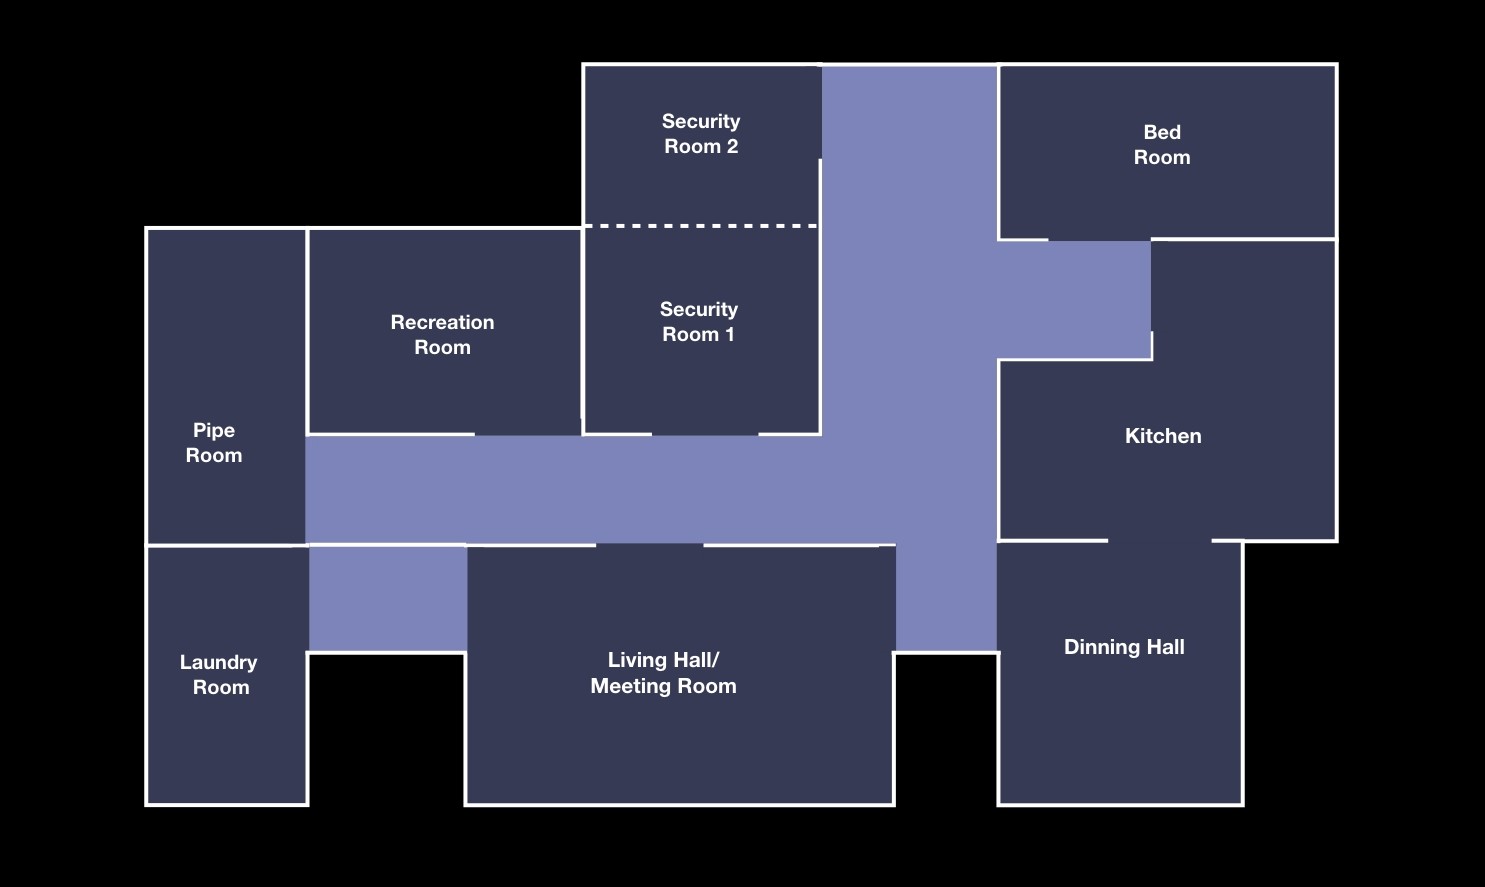 Security
Room 2
Bed
Room
Recreation
Room
Security
Room 1
Pipe
Room
Kitchen
Laundry
Room
Living Hall/
Meeting Room
Dinning Hall